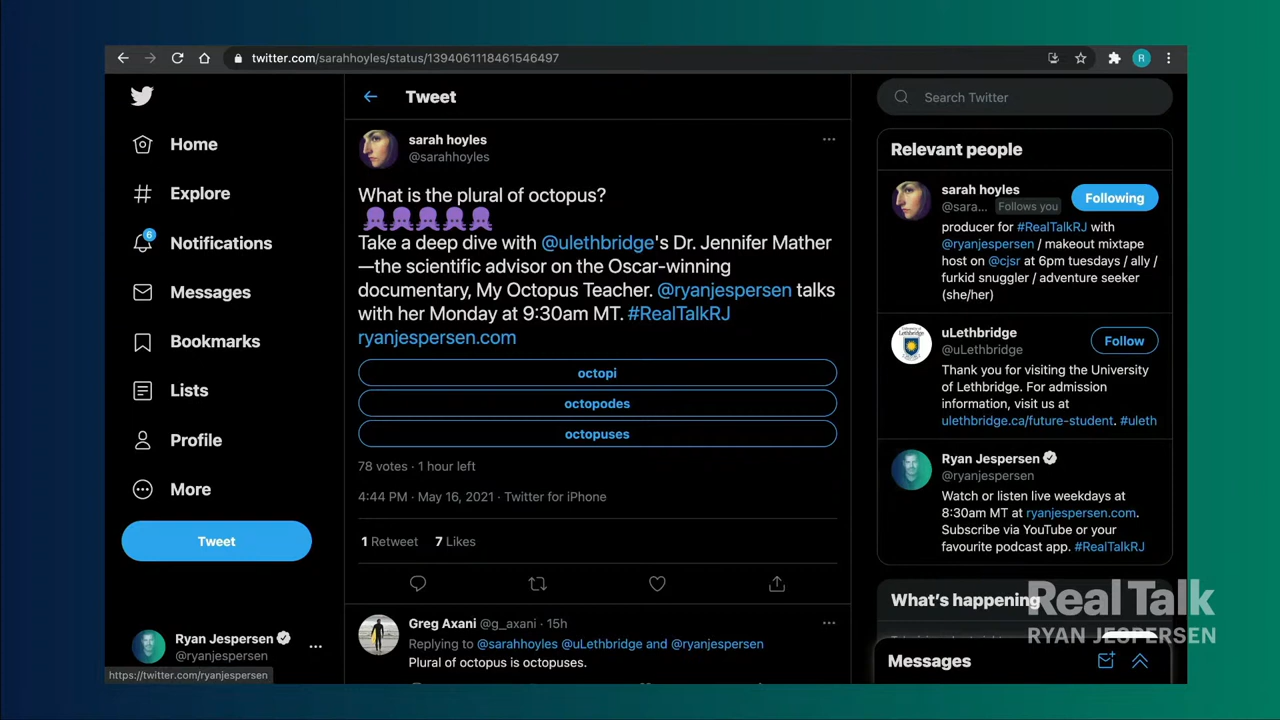 twitter.com/sarahhoyles/status/1394061118461546497
R
Home
Explore
6
Notifications
Messages
Bookmarks
Lists
Profile
More
Tweet
Ryan Jespersen
@ryanjespersen
https://twitter.com/ryanjespersen
Tweet
sarah hoyles
@sarahhoyles
What is the plural of octopus?
Take a deep dive with @ulethbridge's Dr. Jennifer Mather
—the scientific advisor on the Oscar-winning
documentary, My Octopus Teacher. @ryanjespersen talks
with her Monday at 9:30am MT. #RealTalkRJ
ryanjespersen.com
octopi
octopodes
octopuses
78 votes · 1 hour left
4:44 PM · May 16, 2021 · Twitter for iPhone
1 Retweet 7 Likes
Greg Axani @g_axani · 15h
Replying to @sarahhoyles @uLethbridge and @ryanjespersen
Plural of octopus is octopuses.
Search Twitter
Relevant people
sarah hoyles
@sara... Follows you
Following
producer for #RealTalkRJ with
@ryanjespersen / makeout mixtape
host on @cjsr at 6pm tuesdays / ally /
furkid snuggler / adventure seeker
(she/her)
uLethbridge
@uLethbridge
Follow
Thank you for visiting the University
of Lethbridge. For admission
information, visit us at
ulethbridge.ca/future-student. #uleth
Ryan Jespersen
@ryanjespersen
Watch or listen live weekdays at
8:30am MT at ryanjespersen.com.
Subscribe via YouTube or your
favourite podcast app. #RealTalkRJ
What's happening
Messages
Real Talk
RYAN JESPERSEN